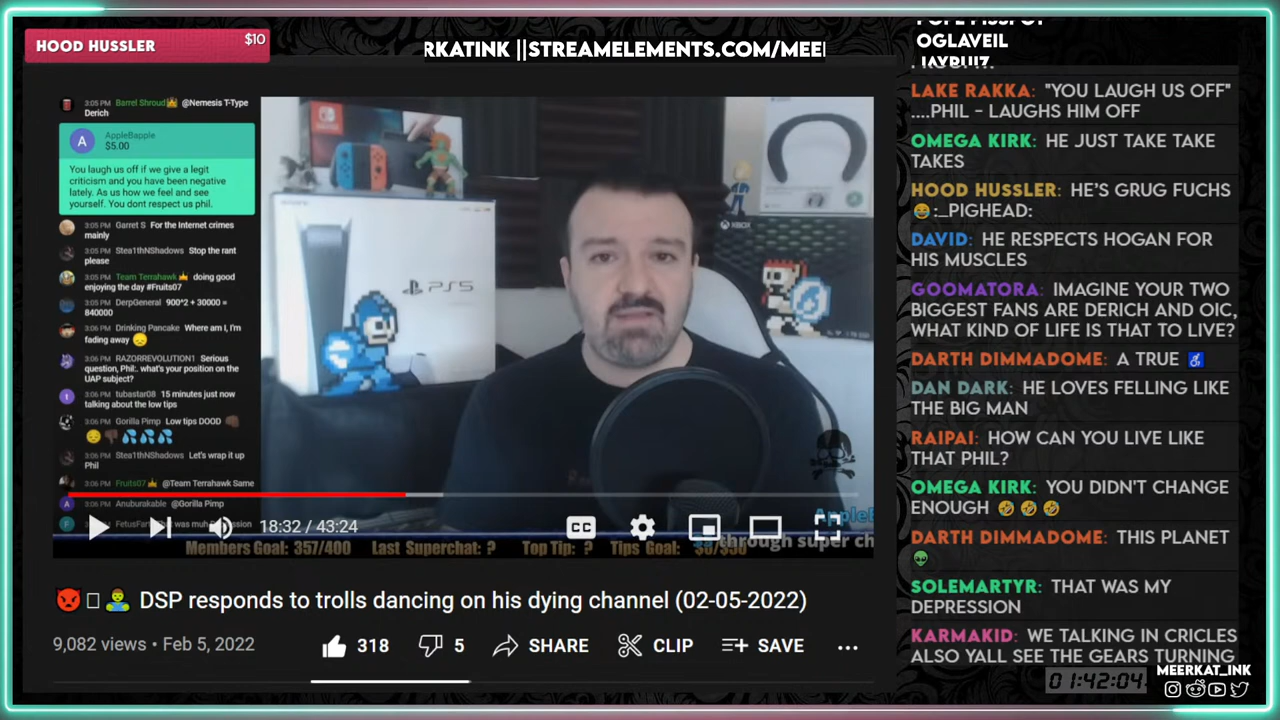 HOOD HUSSLER
$10
RKATINK ||STREAMELEMENTS.COM/MEE
OGLAVEIL
3:05 PM Barrel Shroud @Nemesis T-Type
Derich
A
AppleBapple
$5.00
You laugh us off if we give a legit
criticism and you have been negative
lately. As us how we feel and see
yourself. You dont respect us phil.
3:05 PM Garret S For the Internet crimes
mainly
3:05 PM Stea1thNShadows Stop the rant
please
3:05 PM Team Terrahawk doing good
enjoying the day #Fruits07
3:05 PM DerpGeneral 900*2 + 30000 =
840000
3:06 PM Drinking Pancake Where am I, I'm
fading away
3:06 PM RAZORREVOLUTION1 Serious
question, Phil:. what's your position on the
UAP subject?
3:06 PM tubastar08 15 minutes just now
talking about the low tips
3:06 PM Gorilla Pimp Low tips DOOD
3:06 PM Stea1thNShadows Let's wrap it up
Phil
3:06 PM Fruits07 @Team Terrahawk Same
3:06 PM Anuburakable @Gorilla Pimp
PS5
XBOX
18:32 / 43:24
CC
Members Goal: 357/400 Last Superchat: ? Top Tip: ? Tips Goal:
through super ch
DSP responds to trolls dancing on his dying channel (02-05-2022)
9,082 views • Feb 5, 2022
318
5
SHARE
CLIP
SAVE
LAKE RAKKA: "YOU LAUGH US OFF"
....PHIL - LAUGHS HIM OFF
OMEGA KIRK: HE JUST TAKE TAKE
TAKES
HOOD HUSSLER: HE'S GRUG FUCHS
😂:_PIGHEAD:
DAVID: HE RESPECTS HOGAN FOR
HIS MUSCLES
GOOMATORA: IMAGINE YOUR TWO
BIGGEST FANS ARE DERICH AND OIC,
WHAT KIND OF LIFE IS THAT TO LIVE?
DARTH DIMMADOME: A TRUE ♿
DAN DARK: HE LOVES FELLING LIKE
THE BIG MAN
RAIPAI: HOW CAN YOU LIVE LIKE
THAT PHIL?
OMEGA KIRK: YOU DIDN'T CHANGE
ENOUGH 🤣🤣🤣
DARTH DIMMADOME: THIS PLANET
👽
SOLEMARTYR: THAT WAS MY
DEPRESSION
KARMAKID: WE TALKING IN CRICLES
ALSO YALL SEE THE GEARS TURNING
MEERKAT_INK
01:42:04